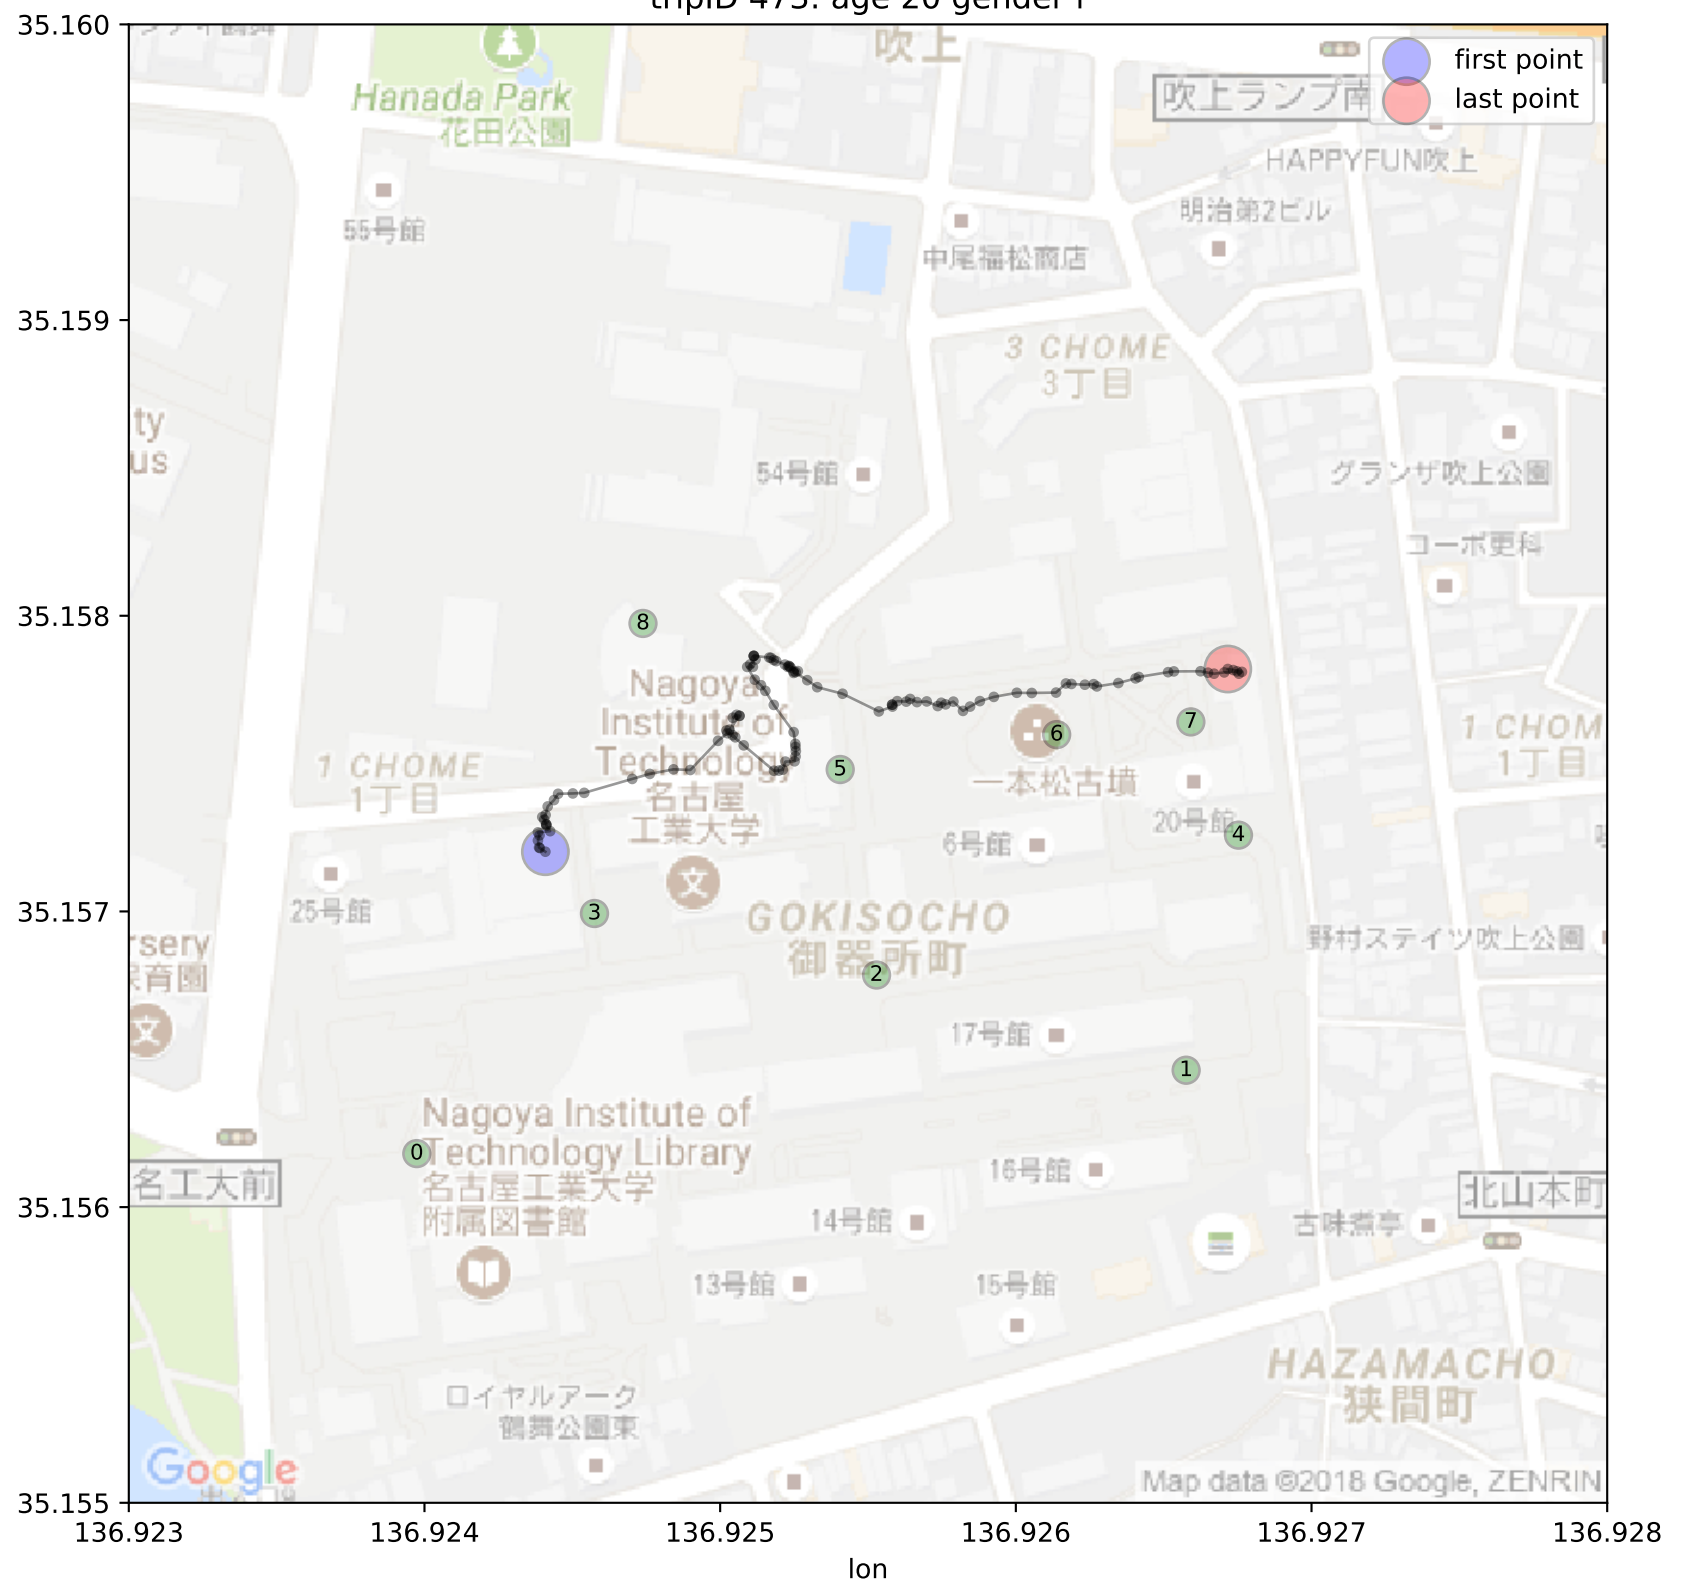 35.160
35.159
35.158
35.157
35.156
35.155
136.923
136.924
136.925
136.926
136.927
136.928
lon
first point
last point
吹上
Hanada Park
花田公園
吹上ランプ南
HAPPYFUN吹上
55号館
明治第2ビル
中尾福松商店
3 CHOME
3丁目
ty
us
54号館
グランザ吹上公園
コーポ更科
8
Nagoya
Institute of
Technology
名古屋
工業大学
1 CHOME
1丁目
5
6
7
一本松古墳
1 CHOM
1丁目
20号館
4
6号館
25号館
3
GOKISOCHO
御器所町
2
野村ステイツ吹上公園
rsery
保育園
17号館
1
Nagoya Institute of
Technology Library
名古屋工業大学
附属図書館
0
名工大前
16号館
北山本町
14号館
古味煮亭
13号館
15号館
HAZAMACHO
狭間町
ロイヤルアーク
鶴舞公園東
Google
Map data ©2018 Google, ZENRIN